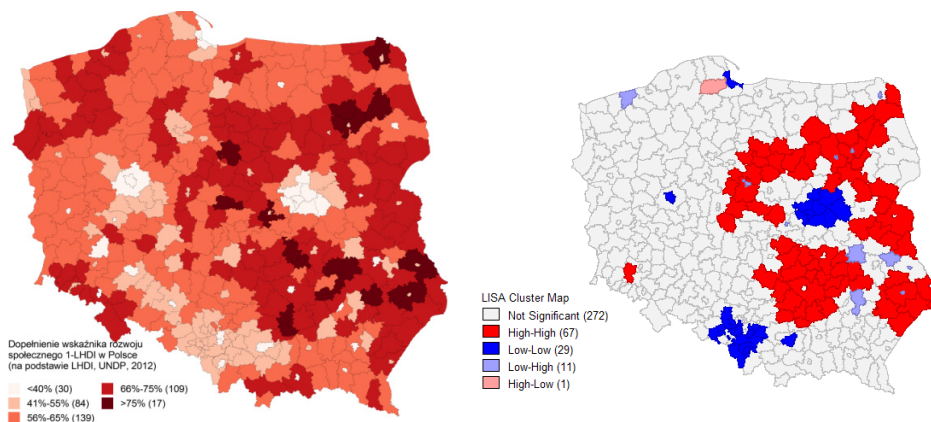 Dopełnienie wskaźnika rozwoju
społecznego 1-LHDI w Polsce
(na podstawie LHDI, UNDP, 2012)
<40% (30)
66%-75% (109)
41%-55% (84)
>75% (17)
56%-65% (139)
LISA Cluster Map
Not Significant (272)
High-High (67)
Low-Low (29)
Low-High (11)
High-Low (1)